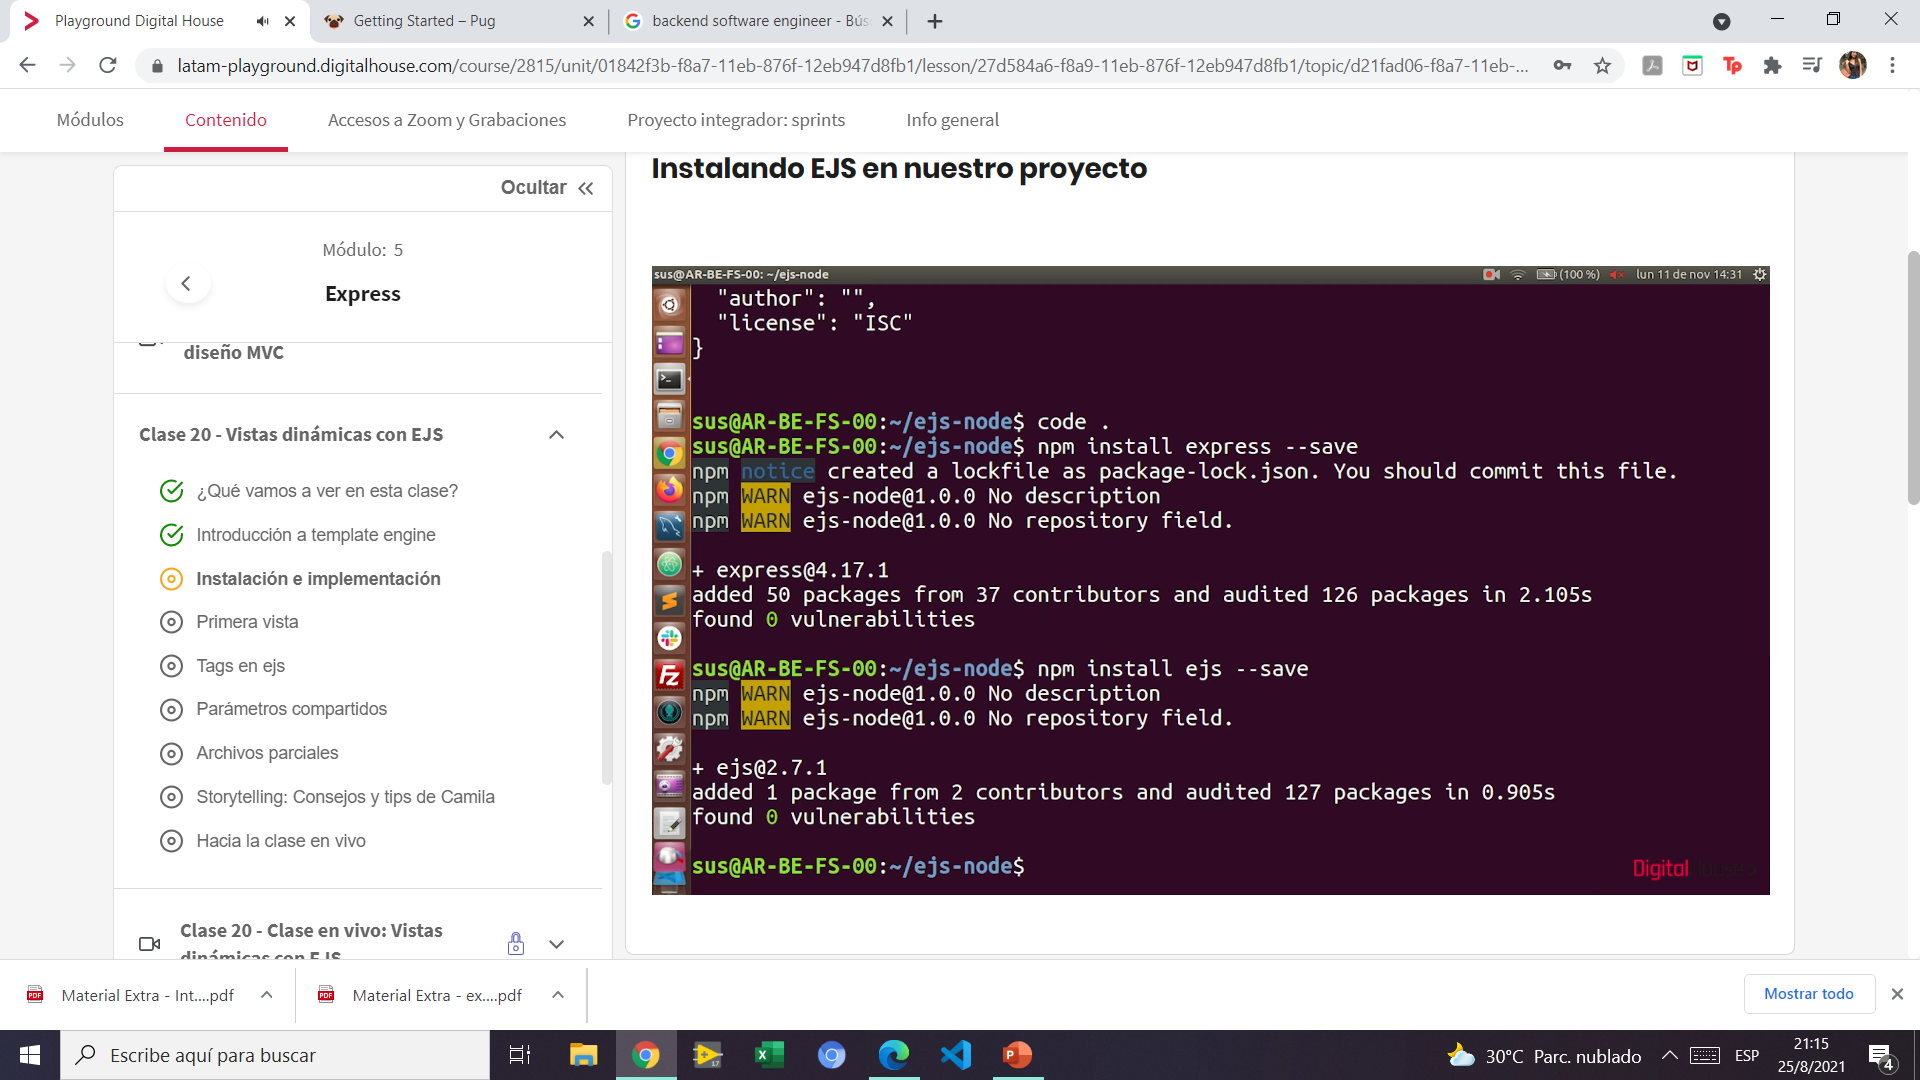 Playground Digital House
Getting Started – Pug
backend software engineer - Bús
latam-playground.digitalhouse.com/course/2815/unit/01842f3b-f8a7-11eb-876f-12eb947d8fb1/lesson/27d584a6-f8a9-11eb-876f-12eb947d8fb1/topic/d21fad06-f8a7-11eb-...
Módulos
Contenido
Accesos a Zoom y Grabaciones
Proyecto integrador: sprints
Info general
Ocultar
Módulo: 5
Express
diseño MVC
Clase 20 - Vistas dinámicas con EJS
¿Qué vamos a ver en esta clase?
Introducción a template engine
Instalación e implementación
Primera vista
Tags en ejs
Parámetros compartidos
Archivos parciales
Storytelling: Consejos y tips de Camila
Hacia la clase en vivo
Clase 20 - Clase en vivo: Vistas
dinámicas con EJS
Instalando EJS en nuestro proyecto
sus@AR-BE-FS-00: ~/ejs-node
(100 %) lun 11 de nov 14:31
"author": "",
"license": "ISC"
}
sus@AR-BE-FS-00:~/ejs-node$ code .
sus@AR-BE-FS-00:~/ejs-node$ npm install express --save
npm notice created a lockfile as package-lock.json. You should commit this file.
npm WARN ejs-node@1.0.0 No description
npm WARN ejs-node@1.0.0 No repository field.
+ express@4.17.1
added 50 packages from 37 contributors and audited 126 packages in 2.105s
found 0 vulnerabilities
sus@AR-BE-FS-00:~/ejs-node$ npm install ejs --save
npm WARN ejs-node@1.0.0 No description
npm WARN ejs-node@1.0.0 No repository field.
+ ejs@2.7.1
added 1 package from 2 contributors and audited 127 packages in 0.905s
found 0 vulnerabilities
sus@AR-BE-FS-00:~/ejs-node$
Digital
Material Extra - Int....pdf
Material Extra - ex....pdf
Mostrar todo
Escribe aquí para buscar
30°C Parc. nublado
ESP
21:15
25/8/2021
4